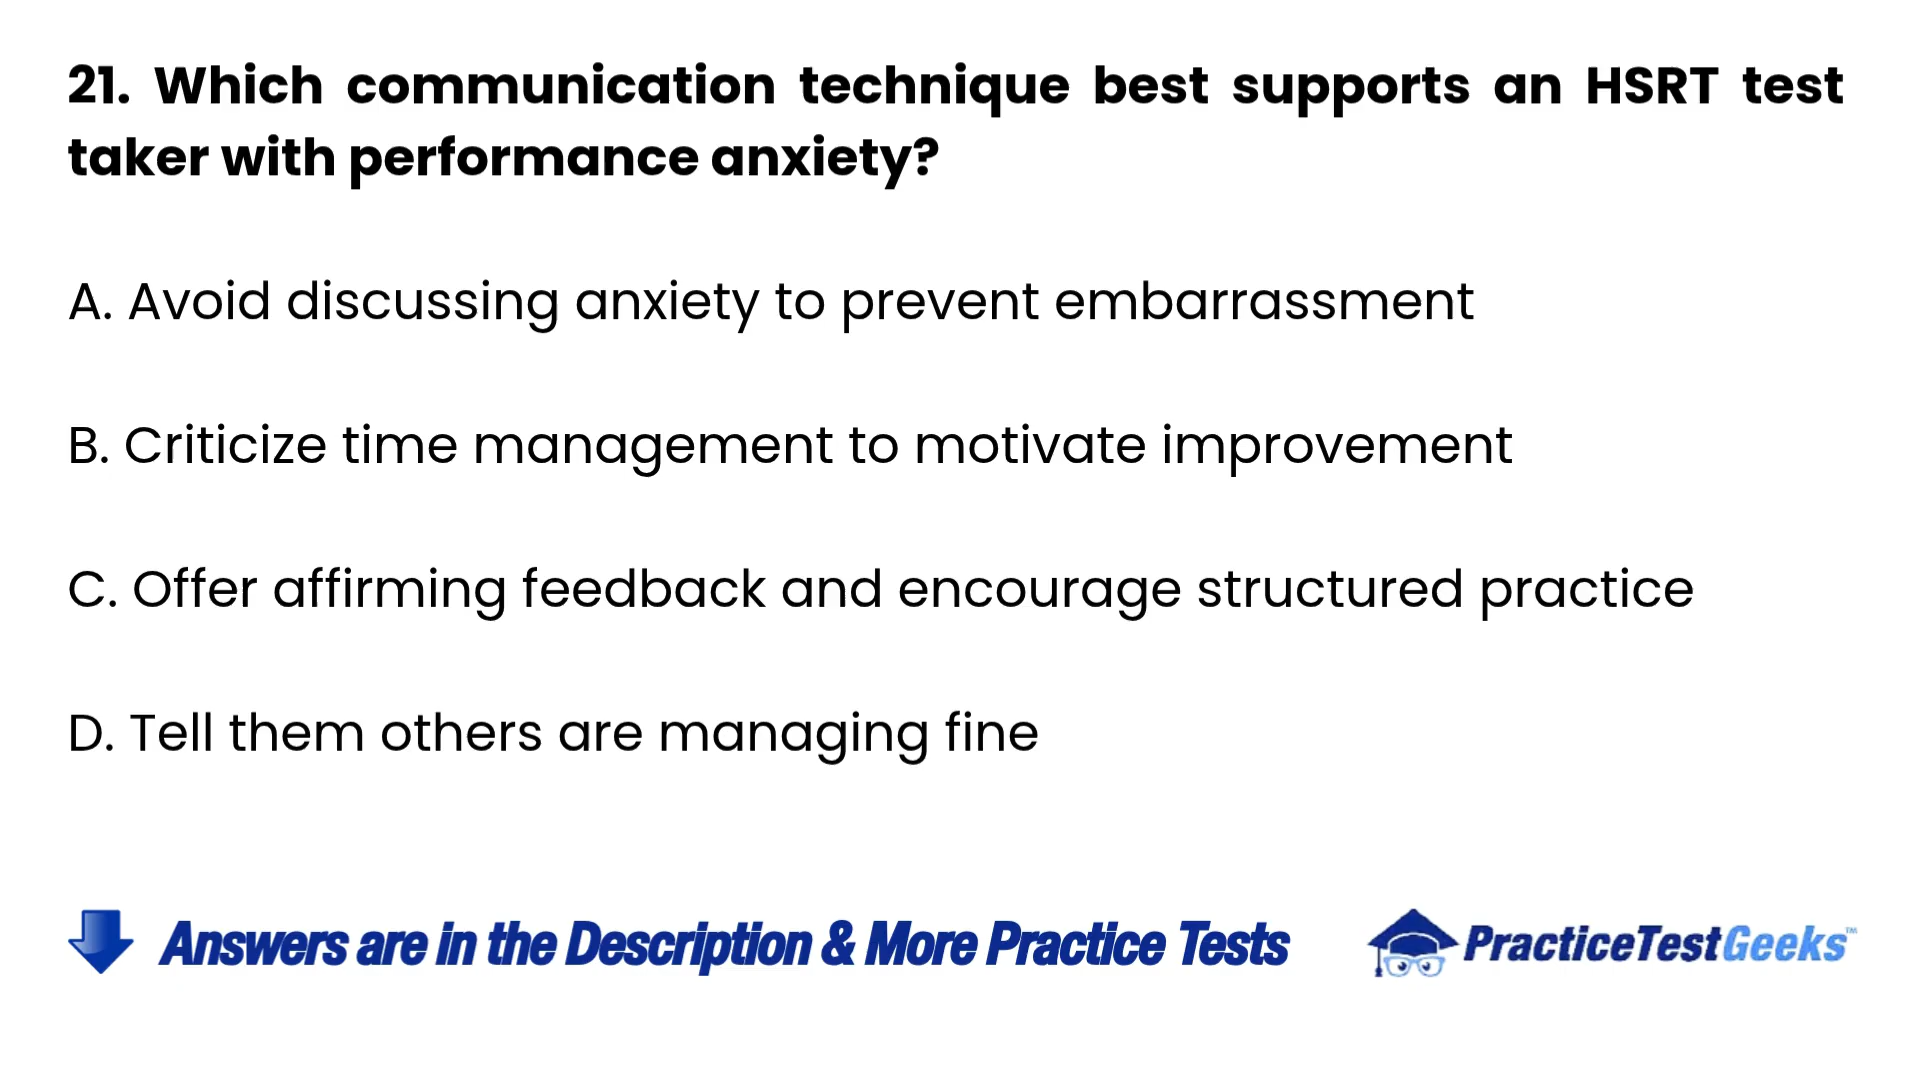 21. Which communication technique best supports an HSRT test
taker with performance anxiety?
A. Avoid discussing anxiety to prevent embarrassment
B. Criticize time management to motivate improvement
C. Offer affirming feedback and encourage structured practice
D. Tell them others are managing fine
Answers are in the Description & More Practice Tests
PracticeTestGeeks™